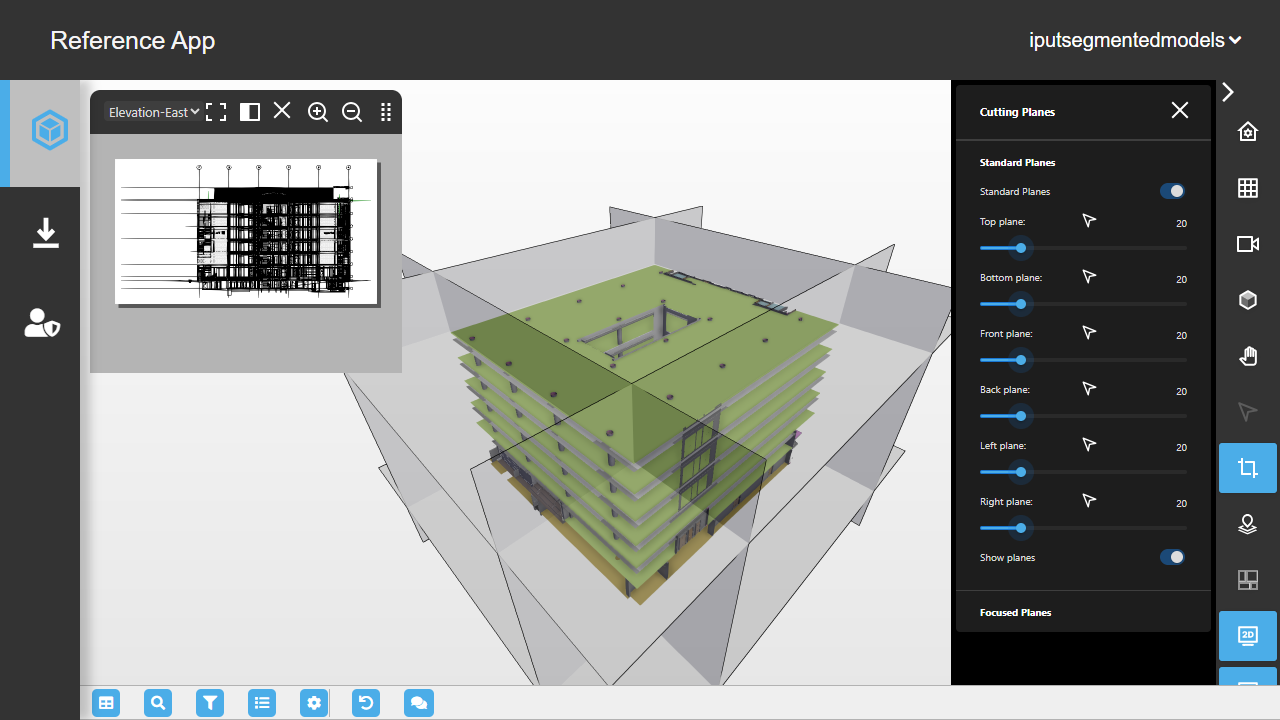 Reference App
iputsegmentedmodels
Elevation-East
Cutting Planes
Standard Planes
Standard Planes
Top plane:
20
Bottom plane:
20
Front plane:
20
Back plane:
20
Left plane:
20
Right plane:
20
Show planes
Focused Planes
2D